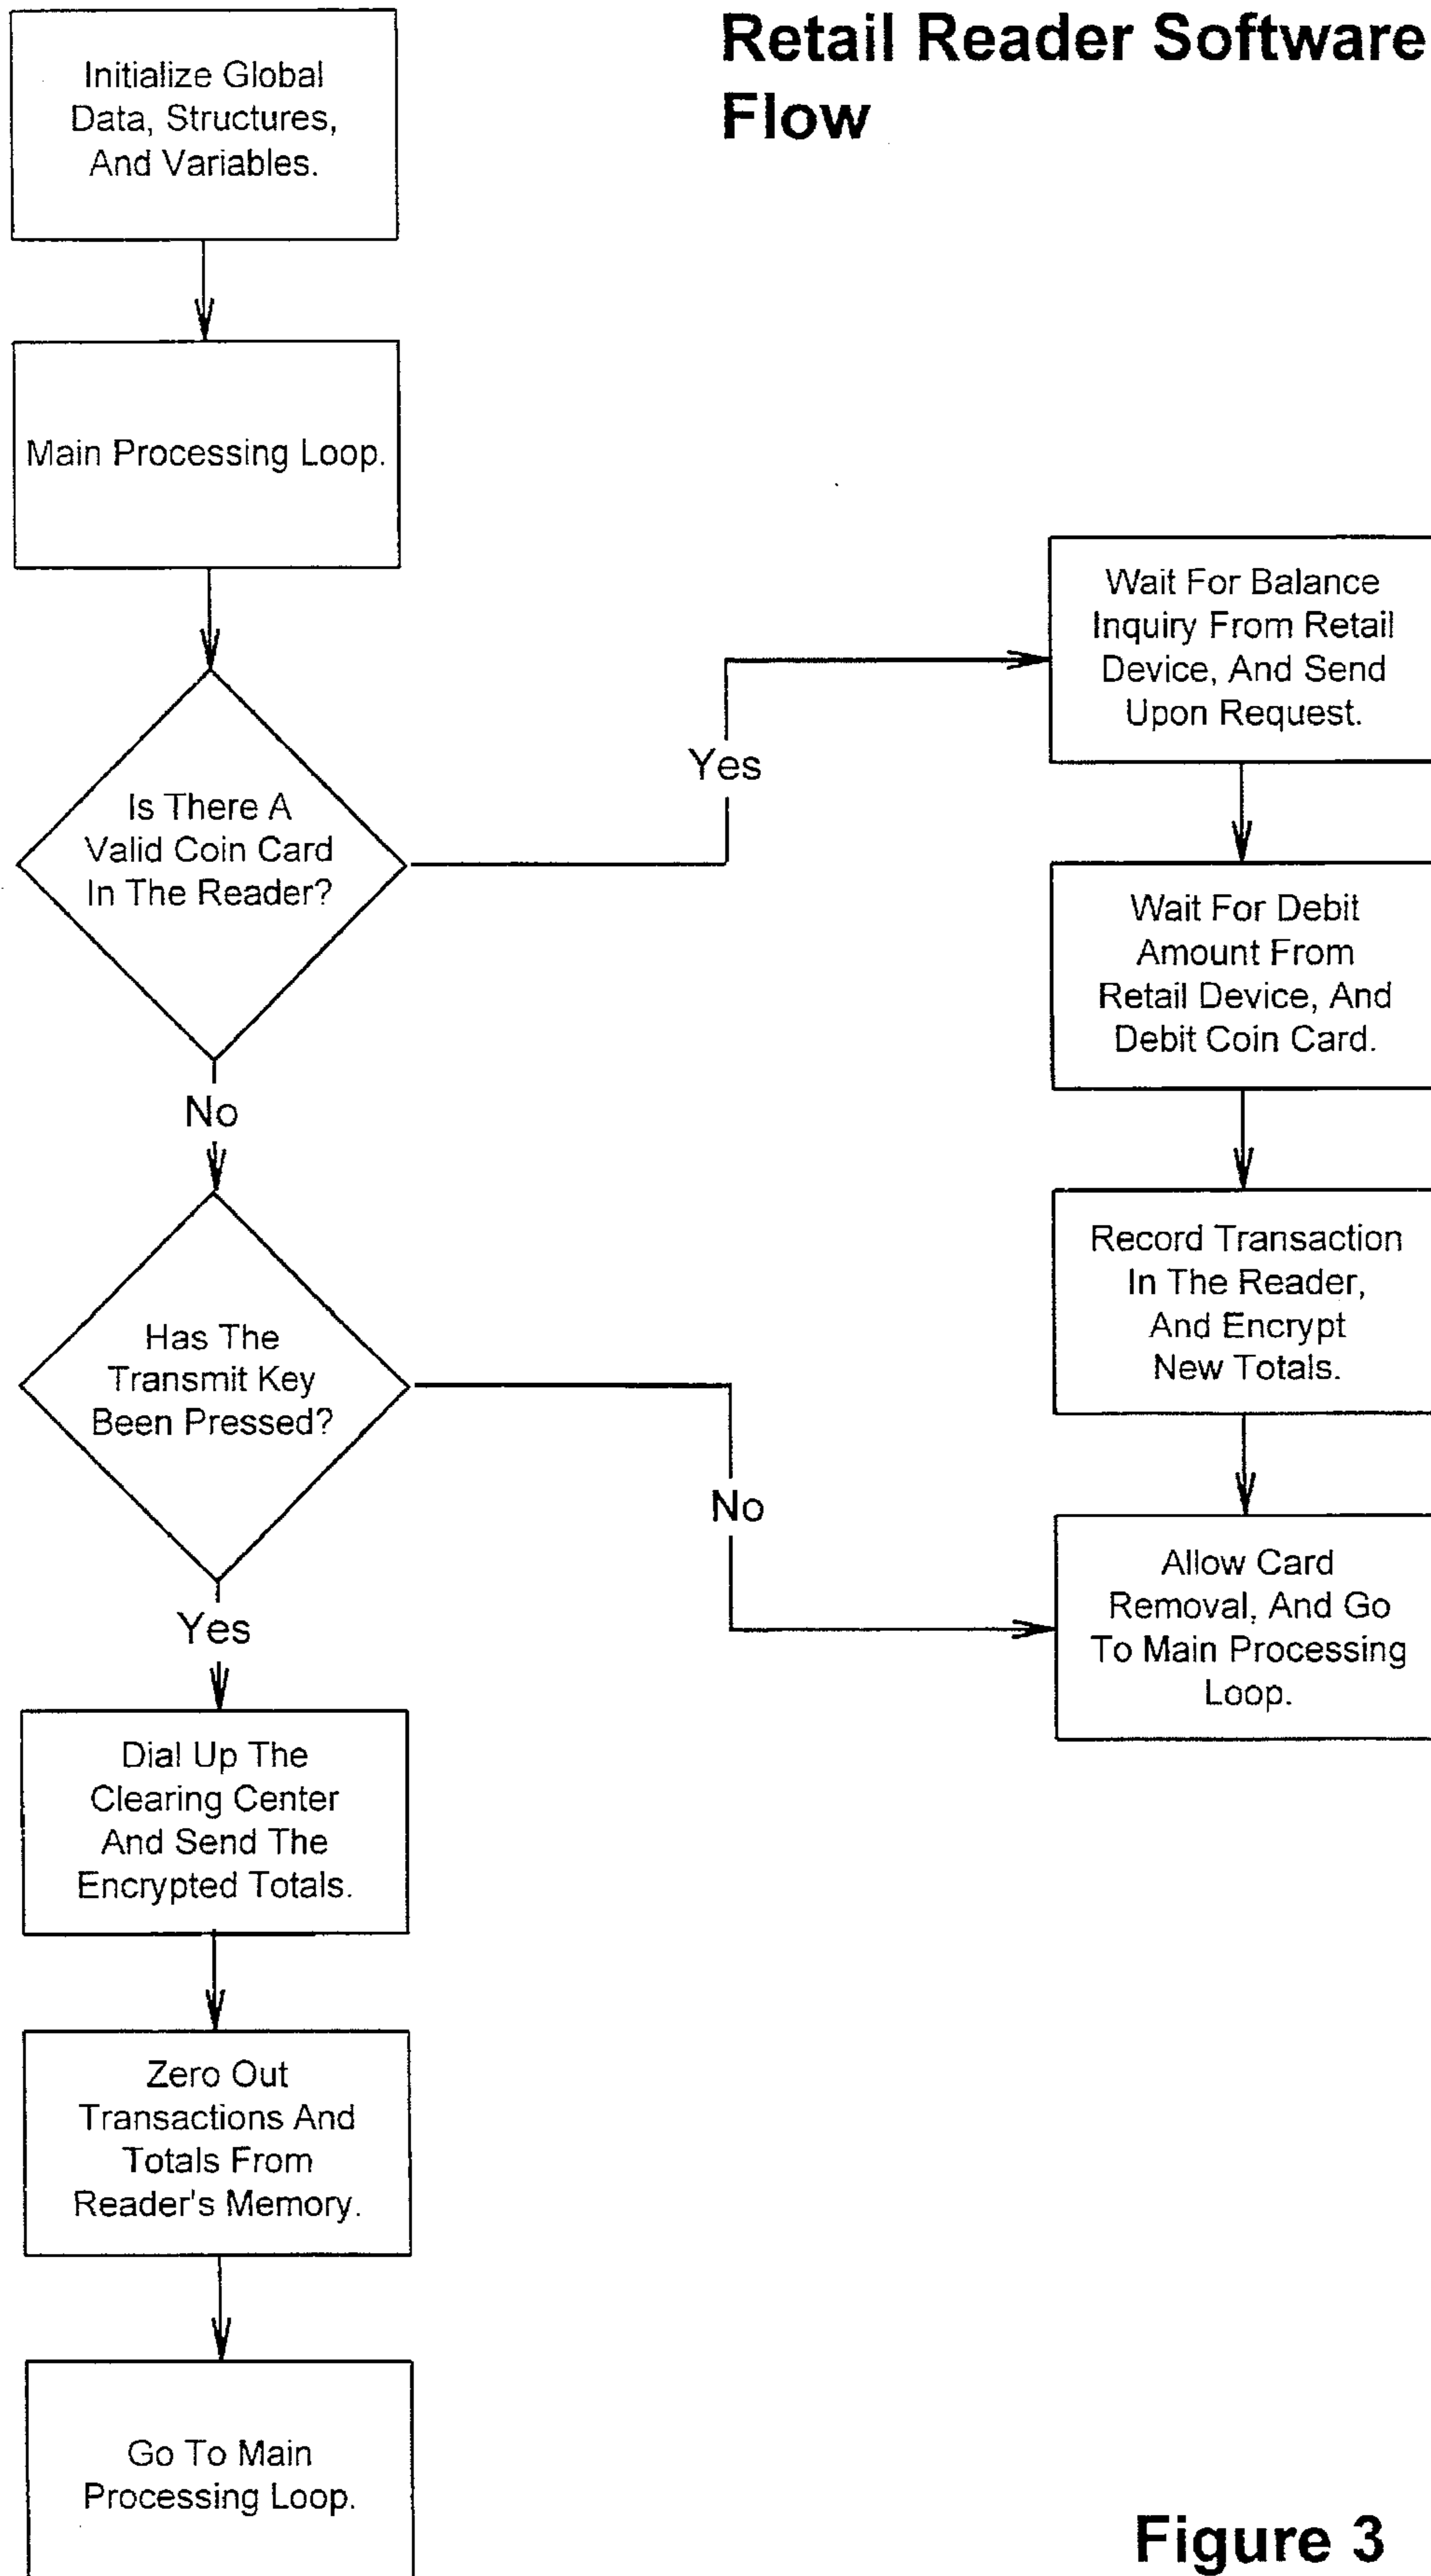 Retail Reader Software
Flow
Initialize Global
Data, Structures,
And Variables.
Main Processing Loop.
Is There A
Valid Coin Card
In The Reader?
Yes
Wait For Balance
Inquiry From Retail
Device, And Send
Upon Request.
Wait For Debit
Amount From
Retail Device, And
Debit Coin Card.
Record Transaction
In The Reader,
And Encrypt
New Totals.
Allow Card
Removal, And Go
To Main Processing
Loop.
No
Has The
Transmit Key
Been Pressed?
No
Yes
Dial Up The
Clearing Center
And Send The
Encrypted Totals.
Zero Out
Transactions And
Totals From
Reader's Memory.
Go To Main
Processing Loop.
Figure 3